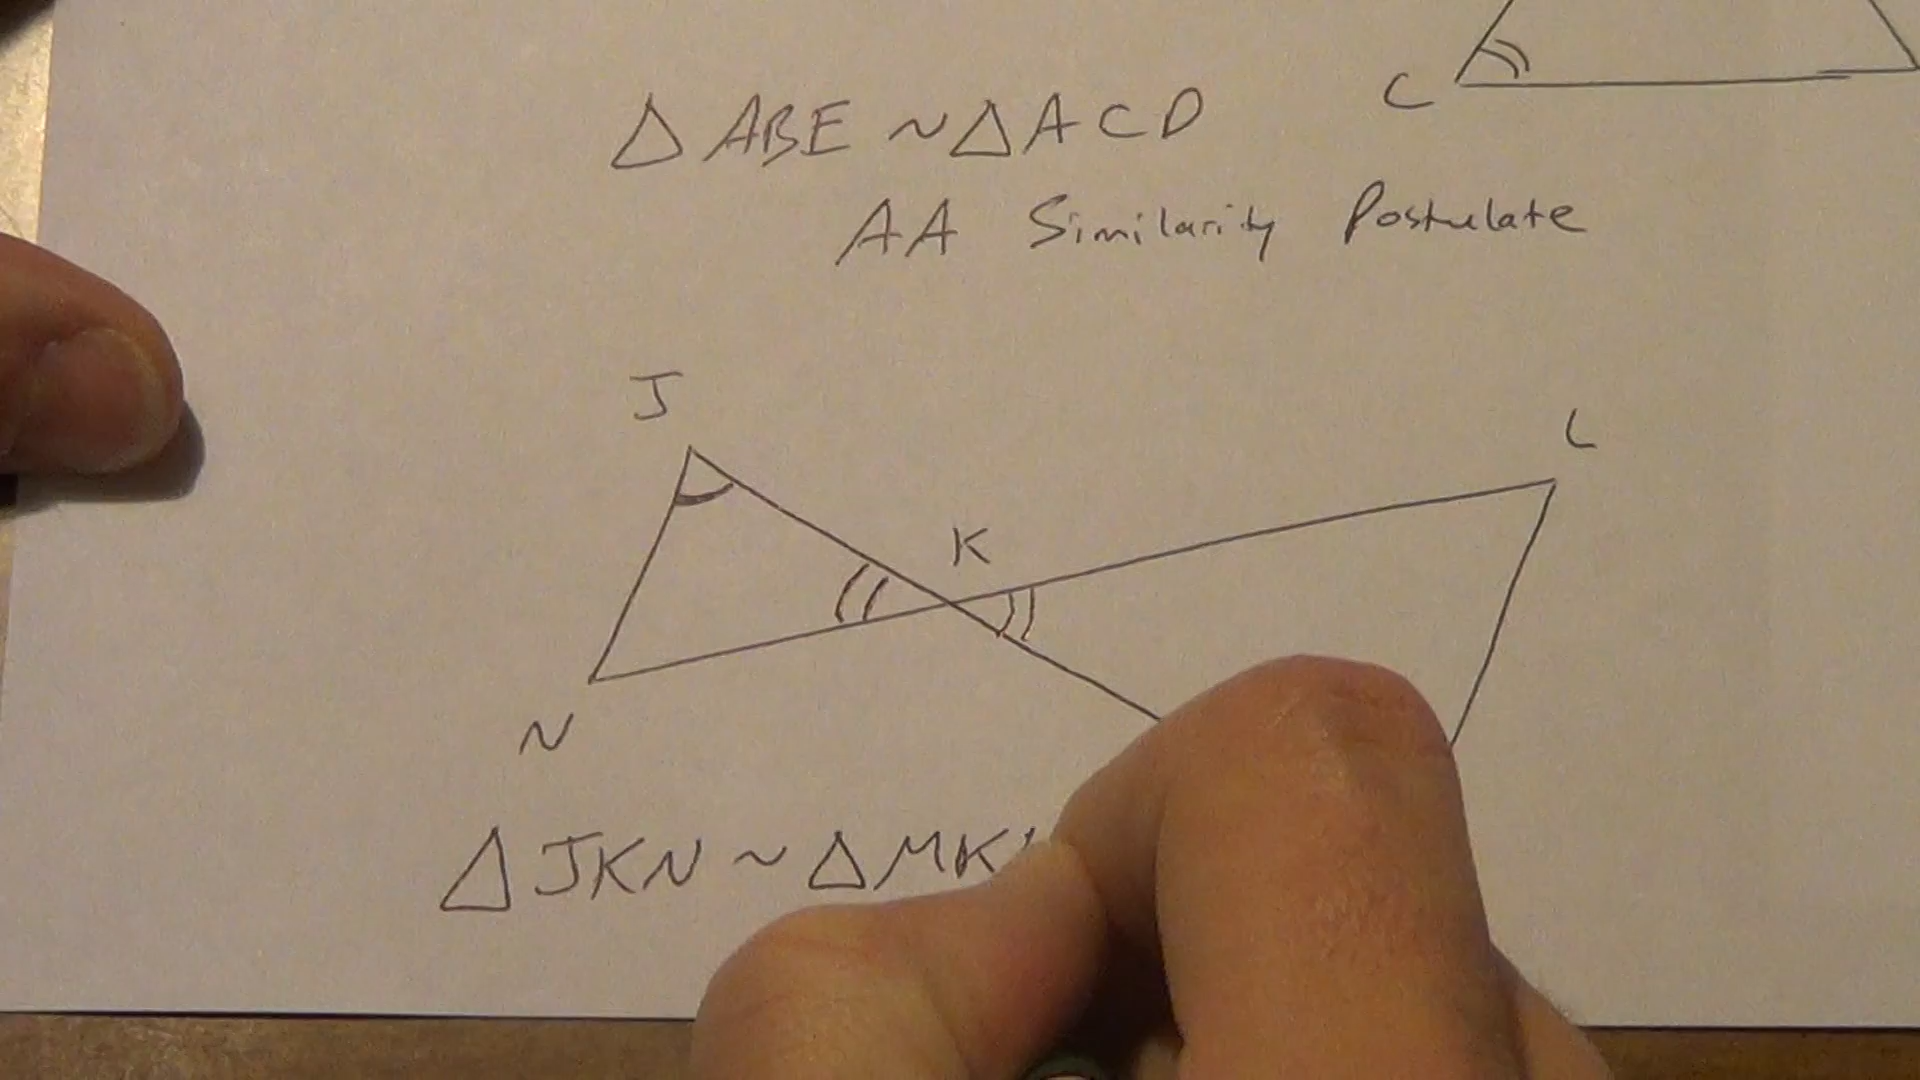 C
△ ABE ~ △ ACD
AA Similarity Postulate
J
L
K
N
△ JKN ~ △ MK